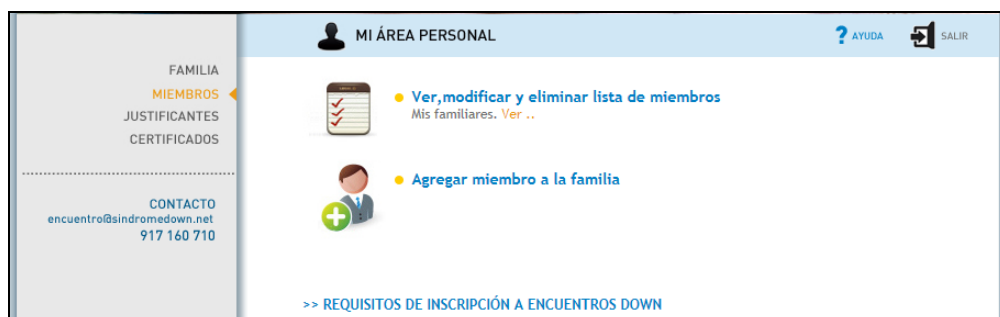 MI ÁREA PERSONAL
? AYUDA
SALIR
FAMILIA
MIEMBROS
JUSTIFICANTES
CERTIFICADOS
CONTACTO
encuentro@sindromedown.net
917 160 710
Ver,modificar y eliminar lista de miembros
Mis familiares. Ver ..
Agregar miembro a la familia
>> REQUISITOS DE INSCRIPCIÓN A ENCUENTROS DOWN